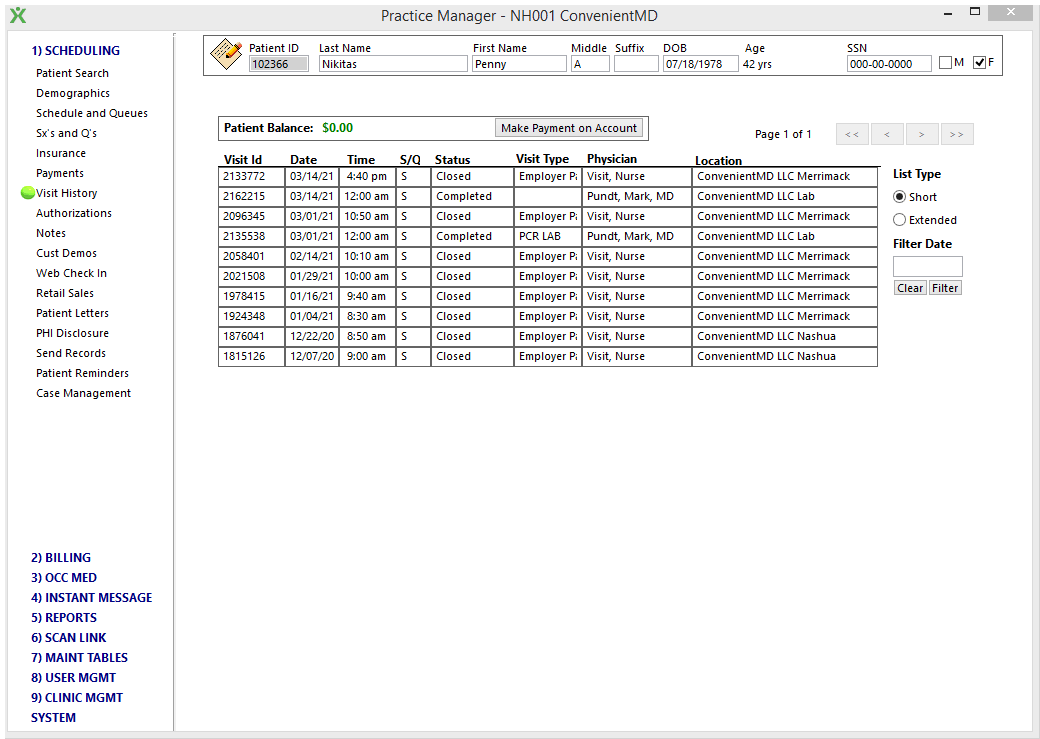 Practice Manager - NH001 ConvenientMD
1) SCHEDULING
Patient Search
Demographics
Schedule and Queues
Sx's and Q's
Insurance
Payments
Visit History
Authorizations
Notes
Cust Demos
Web Check In
Retail Sales
Patient Letters
PHI Disclosure
Send Records
Patient Reminders
Case Management
2) BILLING
3) OCC MED
4) INSTANT MESSAGE
5) REPORTS
6) SCAN LINK
7) MAINT TABLES
8) USER MGMT
9) CLINIC MGMT
SYSTEM
Patient ID Last Name First Name Middle Suffix DOB Age SSN
102366 Nikitas Penny A 07/18/1978 42 yrs 000-00-0000 M F
Patient Balance: $0.00 Make Payment on Account
Page 1 of 1 << < > >>
Visit Id Date Time S/Q Status Visit Type Physician Location
2133772 03/14/21 4:40 pm S Closed Employer Pa Visit, Nurse ConvenientMD LLC Merrimack
2162215 03/14/21 12:00 am S Completed Pundt, Mark, MD ConvenientMD LLC Lab
2096345 03/01/21 10:50 am S Closed Employer Pa Visit, Nurse ConvenientMD LLC Merrimack
2135538 03/01/21 12:00 am S Completed PCR LAB Pundt, Mark, MD ConvenientMD LLC Lab
2058401 02/14/21 10:10 am S Closed Employer Pa Visit, Nurse ConvenientMD LLC Merrimack
2021508 01/29/21 10:00 am S Closed Employer Pa Visit, Nurse ConvenientMD LLC Merrimack
1978415 01/16/21 9:40 am S Closed Employer Pa Visit, Nurse ConvenientMD LLC Merrimack
1924348 01/04/21 8:30 am S Closed Employer Pa Visit, Nurse ConvenientMD LLC Merrimack
1876041 12/22/20 8:50 am S Closed Employer Pa Visit, Nurse ConvenientMD LLC Nashua
1815126 12/07/20 9:00 am S Closed Employer Pa Visit, Nurse ConvenientMD LLC Nashua
List Type
Short
Extended
Filter Date
Clear Filter